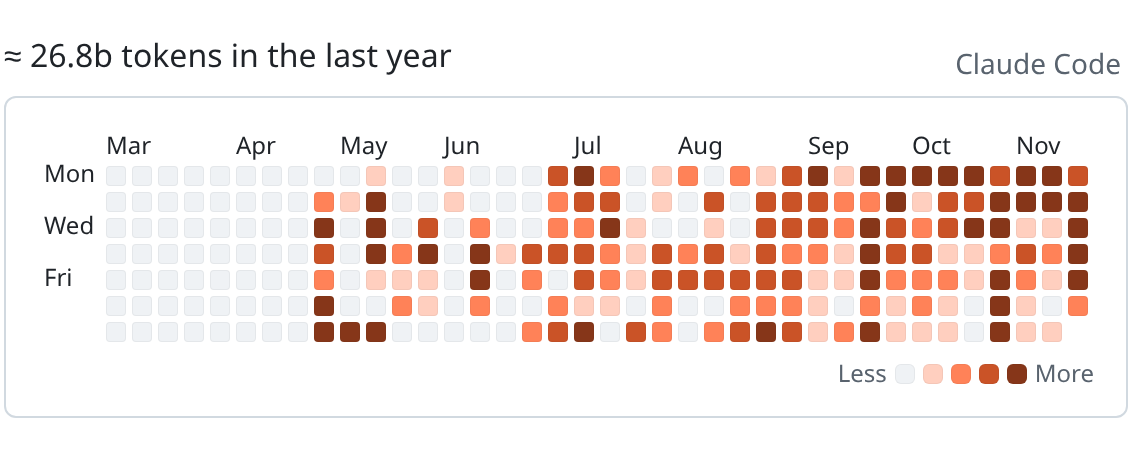 ≈ 26.8b tokens in the last year
Claude Code
Mar Apr May Jun Jul Aug Sep Oct Nov
Mon
Wed
Fri
Less More